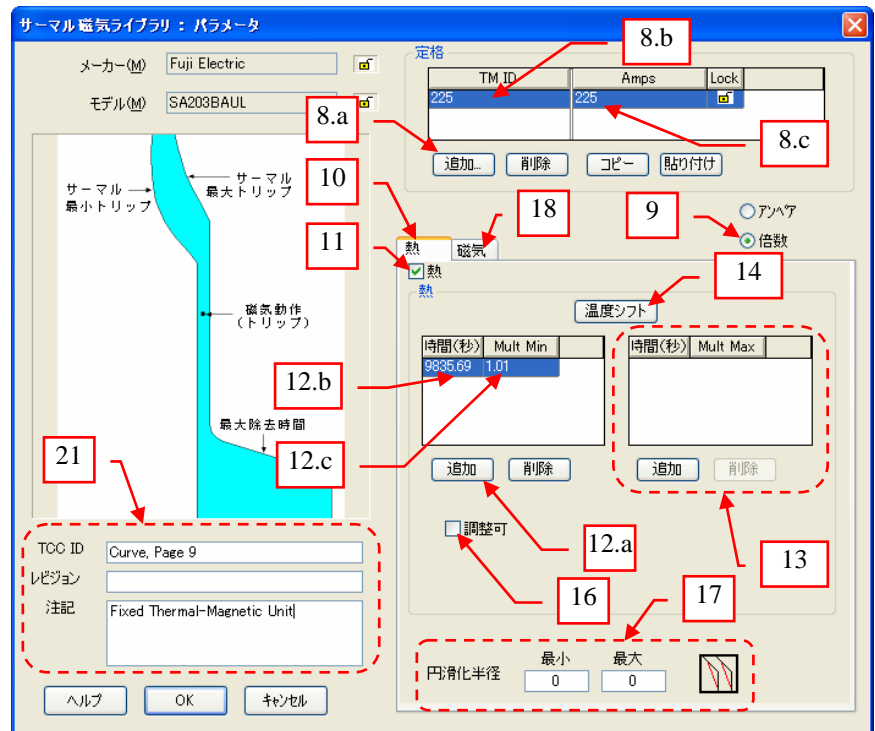 サーマル磁気ライブラリ : パラメータ
メーカー(M) Fuji Electric
モデル(M) SA203BAUL
定格
TM ID Amps Lock
225 225
追加... 削除 コピー 貼り付け
8.a
8.b
8.c
サーマル
最小トリップ
サーマル
最大トリップ
磁気動作
(トリップ)
最大除去時間
10
18
9
アンペア
倍数
熱 磁気
11
熱
熱
14
温度シフト
時間(秒) Mult Min
9835.69 1.01
時間(秒) Mult Max
12.b
12.c
追加 削除
追加 削除
調整可
12.a
13
16
17
円滑化半径
最小 最大
0 0
21
TCC ID Curve, Page 9
レビジョン
注記 Fixed Thermal-Magnetic Unit
ヘルプ OK キャンセル